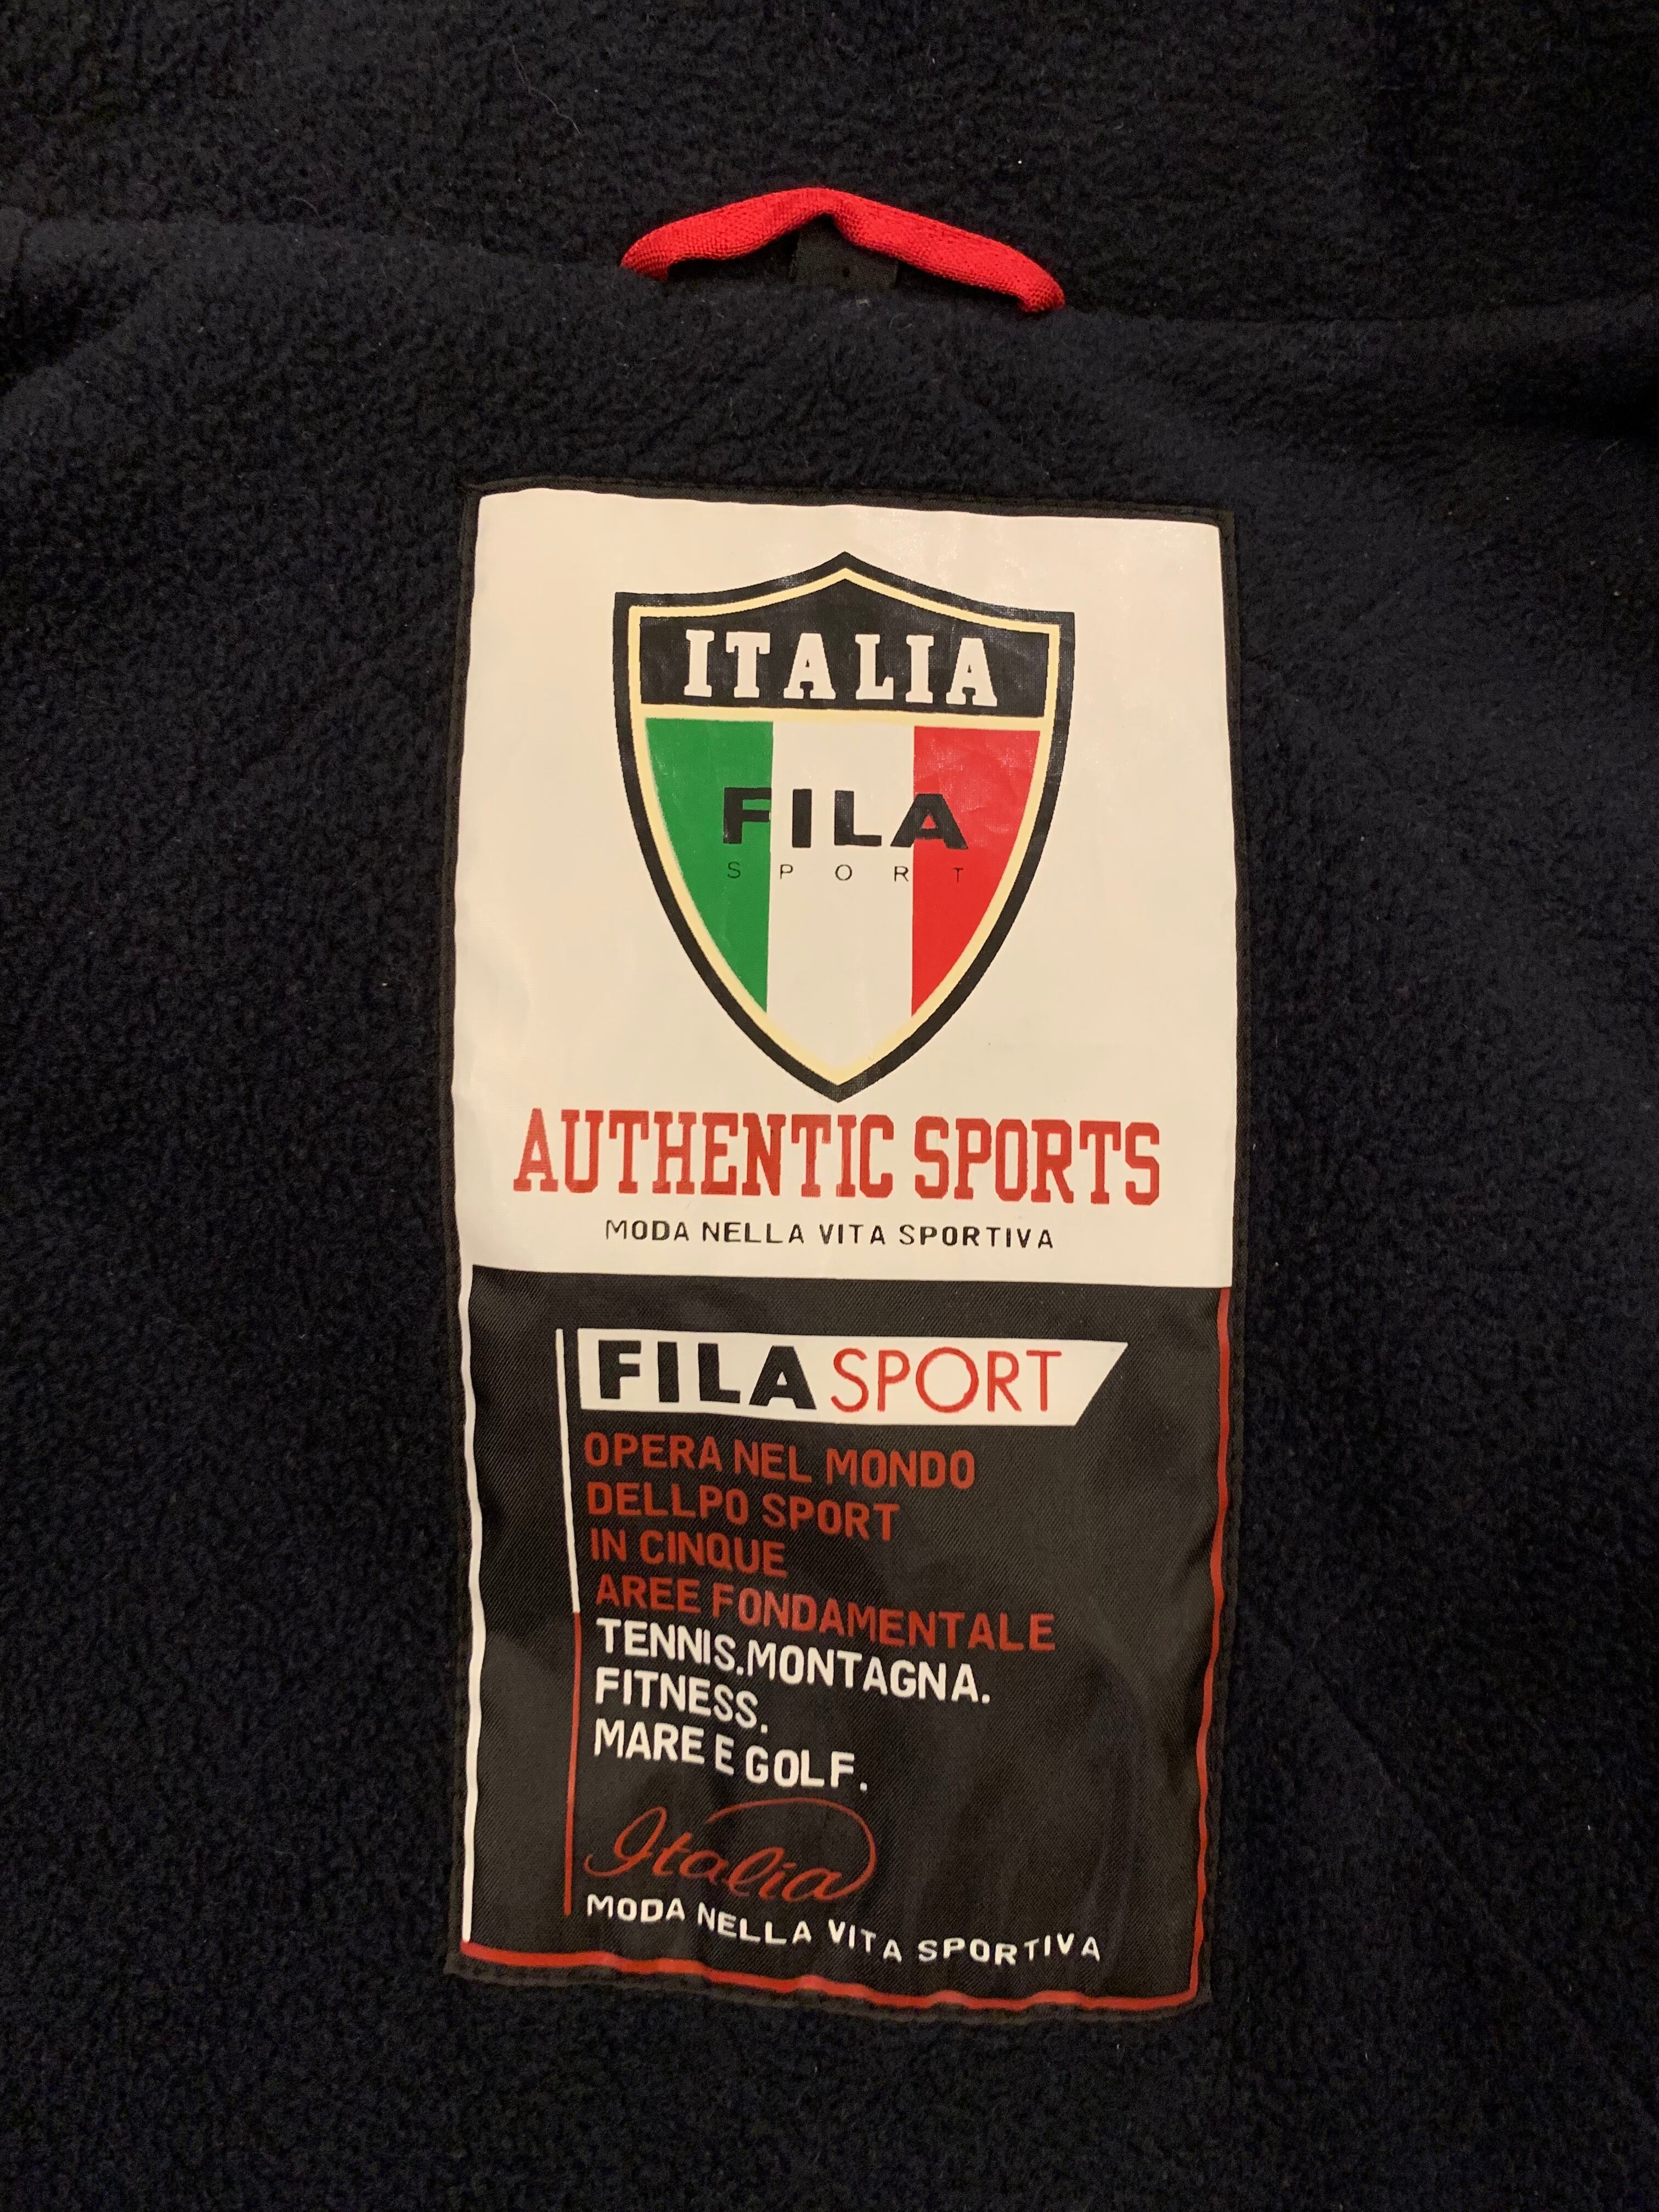 ITALIA
FILA
SPORT
AUTHENTIC SPORTS
MODA NELLA VITA SPORTIVA
FILA SPORT
OPERA NEL MONDO
DELLPO SPORT
IN CINQUE
AREE FONDAMENTALE
TENNIS.MONTAGNA.
FITNESS.
MARE E GOLF.
Italia
MODA NELLA VITA SPORTIVA